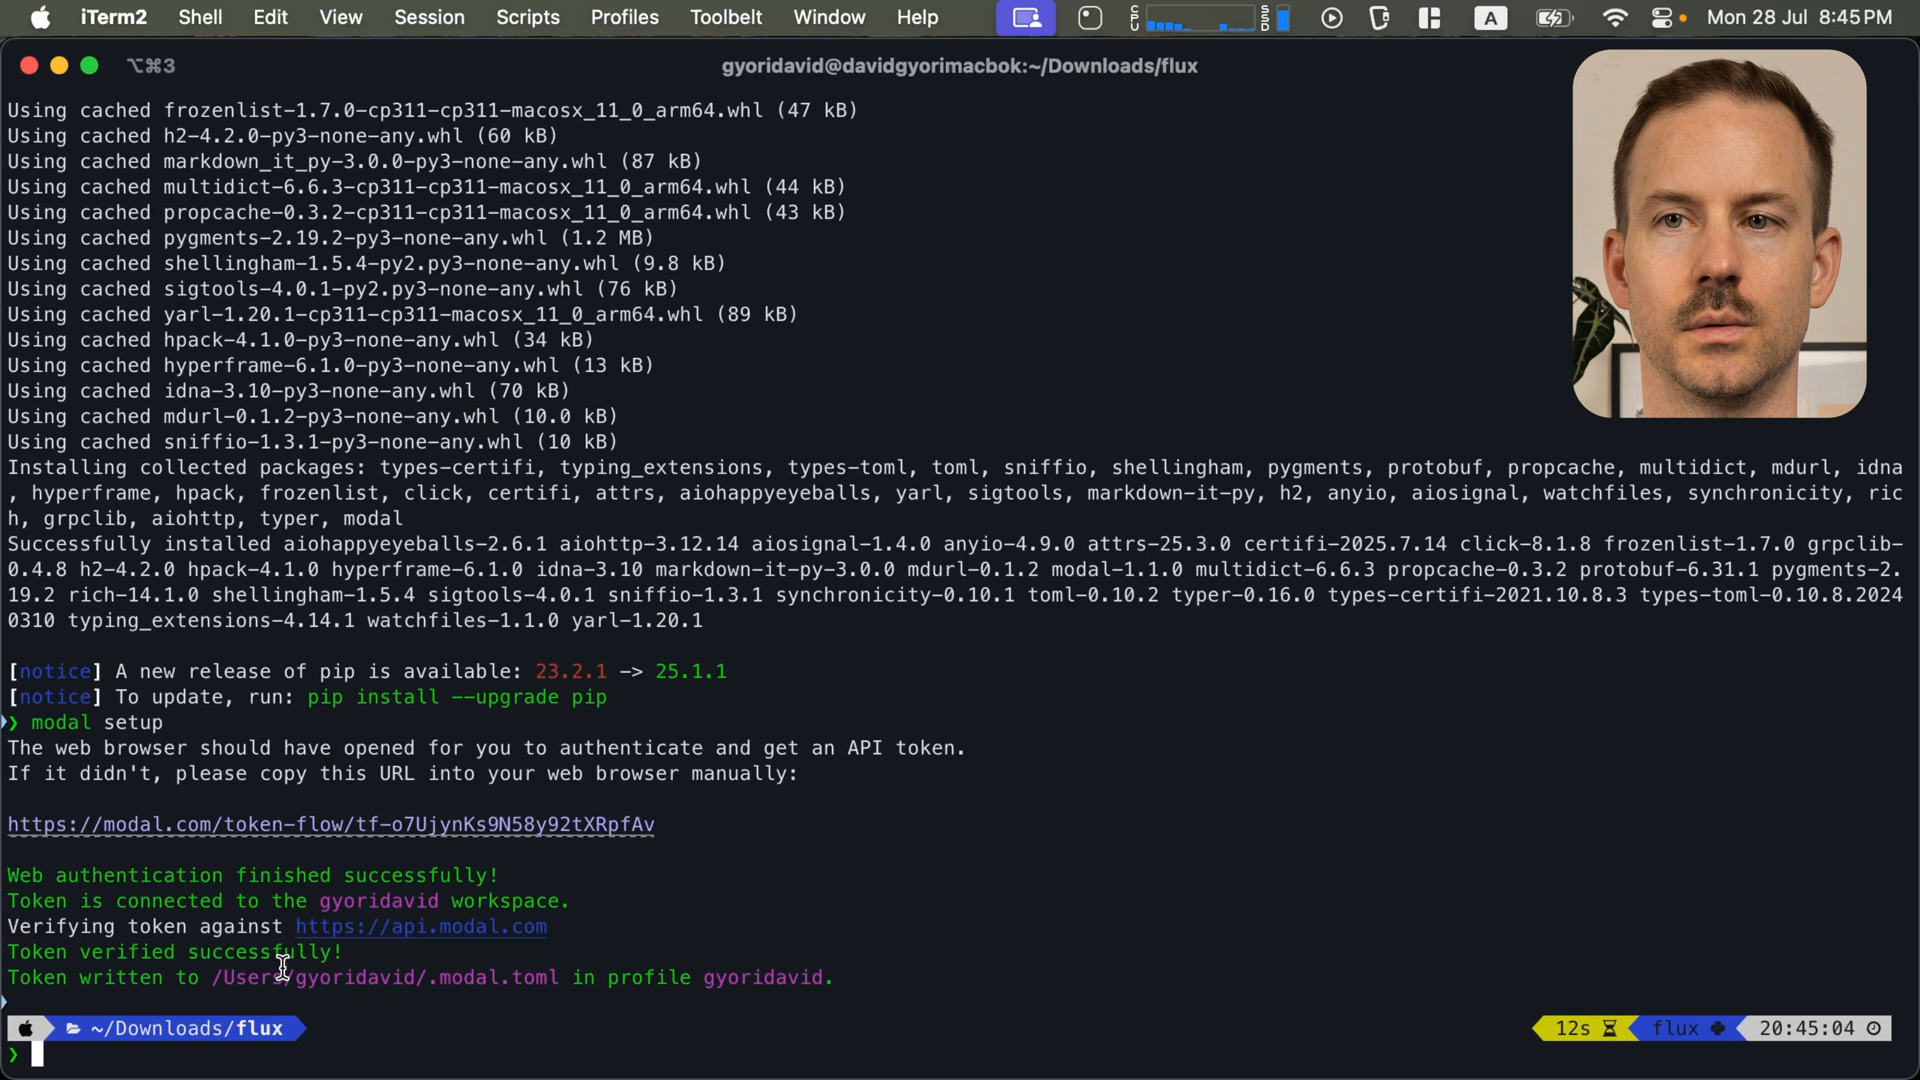 iTerm2 Shell Edit View Session Scripts Profiles Toolbelt Window Help CPU SSD A Mon 28 Jul 8:45 PM
⌥⌘3 gyoridavid@davidgyorimacbok:~/Downloads/flux
Using cached frozenlist-1.7.0-cp311-cp311-macosx_11_0_arm64.whl (47 kB)
Using cached h2-4.2.0-py3-none-any.whl (60 kB)
Using cached markdown_it_py-3.0.0-py3-none-any.whl (87 kB)
Using cached multidict-6.6.3-cp311-cp311-macosx_11_0_arm64.whl (44 kB)
Using cached propcache-0.3.2-cp311-cp311-macosx_11_0_arm64.whl (43 kB)
Using cached pygments-2.19.2-py3-none-any.whl (1.2 MB)
Using cached shellingham-1.5.4-py2.py3-none-any.whl (9.8 kB)
Using cached sigtools-4.0.1-py2.py3-none-any.whl (76 kB)
Using cached yarl-1.20.1-cp311-cp311-macosx_11_0_arm64.whl (89 kB)
Using cached hpack-4.1.0-py3-none-any.whl (34 kB)
Using cached hyperframe-6.1.0-py3-none-any.whl (13 kB)
Using cached idna-3.10-py3-none-any.whl (70 kB)
Using cached mdurl-0.1.2-py3-none-any.whl (10.0 kB)
Using cached sniffio-1.3.1-py3-none-any.whl (10 kB)
Installing collected packages: types-certifi, typing_extensions, types-toml, toml, sniffio, shellingham, pygments, protobuf, propcache, multidict, mdurl, idna
, hyperframe, hpack, frozenlist, click, certifi, attrs, aiohappyeyeballs, yarl, sigtools, markdown-it-py, h2, anyio, aiosignal, watchfiles, synchronicity, ric
h, grpclib, aiohttp, typer, modal
Successfully installed aiohappyeyeballs-2.6.1 aiohttp-3.12.14 aiosignal-1.4.0 anyio-4.9.0 attrs-25.3.0 certifi-2025.7.14 click-8.1.8 frozenlist-1.7.0 grpclib-
0.4.8 h2-4.2.0 hpack-4.1.0 hyperframe-6.1.0 idna-3.10 markdown-it-py-3.0.0 mdurl-0.1.2 modal-1.1.0 multidict-6.6.3 propcache-0.3.2 protobuf-6.31.1 pygments-2.
19.2 rich-14.1.0 shellingham-1.5.4 sigtools-4.0.1 sniffio-1.3.1 synchronicity-0.10.1 toml-0.10.2 typer-0.16.0 types-certifi-2021.10.8.3 types-toml-0.10.8.2024
0310 typing_extensions-4.14.1 watchfiles-1.1.0 yarl-1.20.1
[notice] A new release of pip is available: 23.2.1 -> 25.1.1
[notice] To update, run: pip install --upgrade pip
❯ modal setup
The web browser should have opened for you to authenticate and get an API token.
If it didn't, please copy this URL into your web browser manually:
https://modal.com/token-flow/tf-o7UjynKs9N58y92tXRpfAv
Web authentication finished successfully!
Token is connected to the gyoridavid workspace.
Verifying token against https://api.modal.com
Token verified successfully!
Token written to /Users/gyoridavid/.modal.toml in profile gyoridavid.
~/Downloads/flux 12s flux 20:45:04
❯